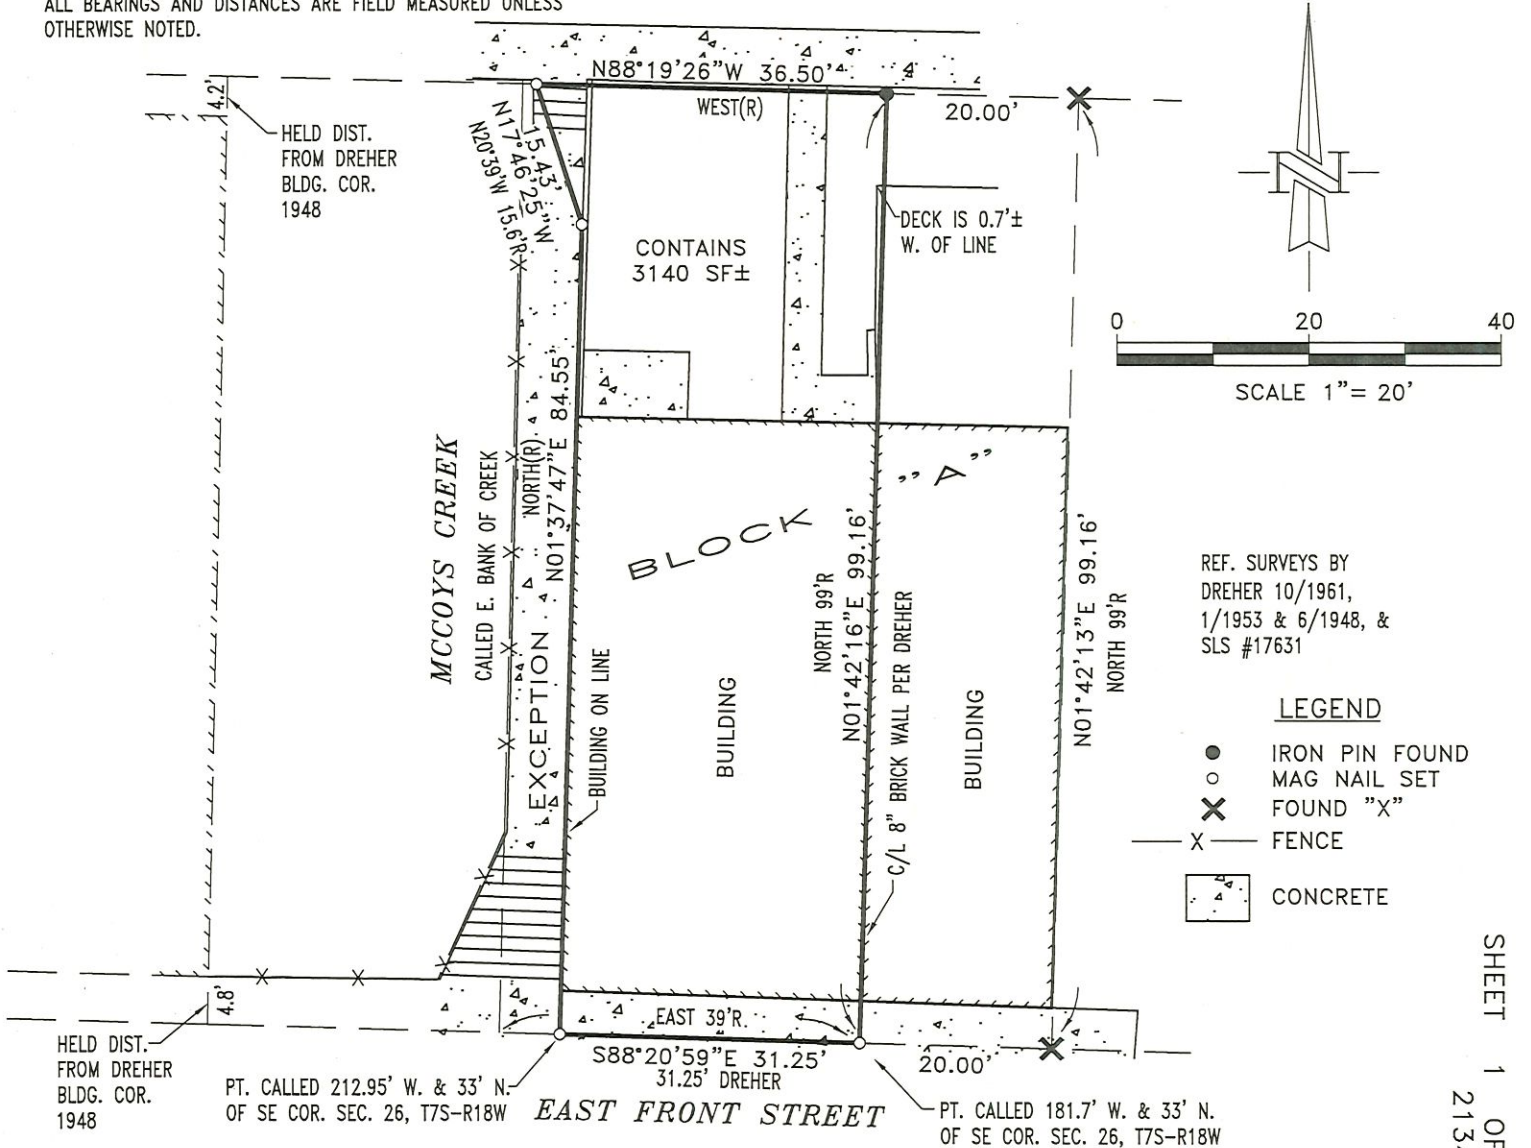 ALL BEARINGS AND DISTANCES ARE FIELD MEASURED UNLESS
OTHERWISE NOTED.
4.2'
HELD DIST.
FROM DREHER
BLDG. COR.
1948
N88°19'26"W 36.50'
WEST(R)
20.00'
15.43'
N17°46'25"W
N20°39'W 15.6'R
CONTAINS
3140 SF±
DECK IS 0.7'±
W. OF LINE
N
0 20 40
SCALE 1"= 20'
MCCOYS CREEK
CALLED E. BANK OF CREEK
NORTH(R)
N01°37'47"E 84.55'
EXCEPTION
BUILDING ON LINE
BLOCK "A"
BUILDING
NORTH 99'R
N01°42'16"E 99.16'
C/L 8" BRICK WALL PER DREHER
BUILDING
N01°42'13"E 99.16'
NORTH 99'R
REF. SURVEYS BY
DREHER 10/1961,
1/1953 & 6/1948, &
SLS #17631
LEGEND
IRON PIN FOUND
MAG NAIL SET
FOUND "X"
X FENCE
CONCRETE
4.8'
HELD DIST.
FROM DREHER
BLDG. COR.
1948
EAST 39'R.
S88°20'59"E 31.25'
31.25' DREHER
20.00'
PT. CALLED 212.95' W. & 33' N.
OF SE COR. SEC. 26, T7S-R18W
EAST FRONT STREET
PT. CALLED 181.7' W. & 33' N.
OF SE COR. SEC. 26, T7S-R18W
SHEET 1 OF
213